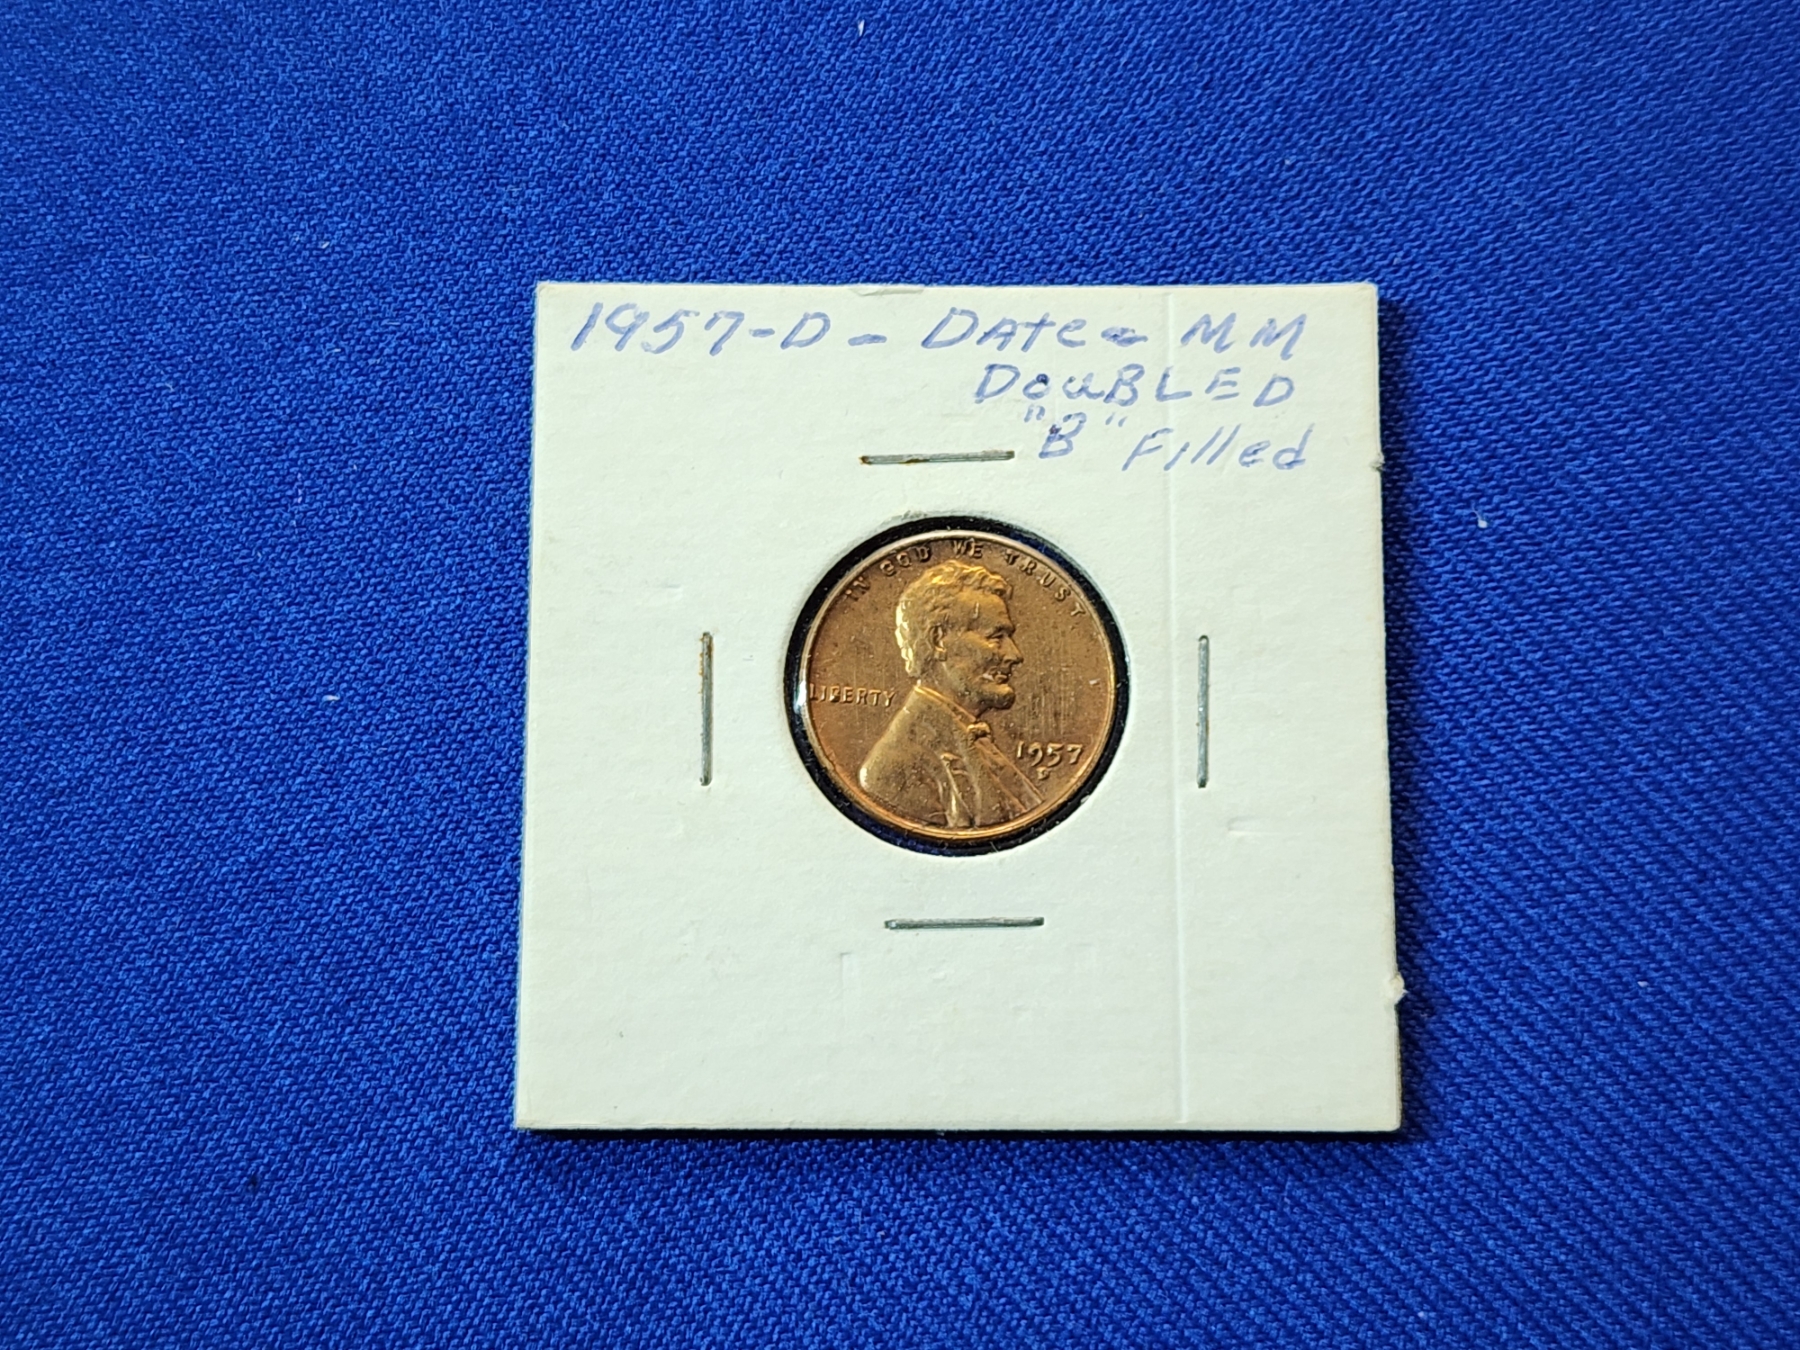 1957-D - Date - MM
DOUBLED
"B" Filled
IN GOD WE TRUST
LIBERTY
1957
D